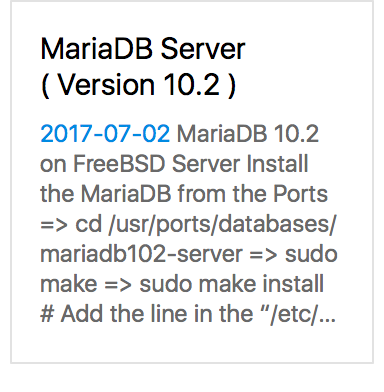 MariaDB Server
( Version 10.2 )
2017-07-02 MariaDB 10.2
on FreeBSD Server Install
the MariaDB from the Ports
=> cd /usr/ports/databases/
mariadb102-server => sudo
make => sudo make install
# Add the line in the “/etc/...